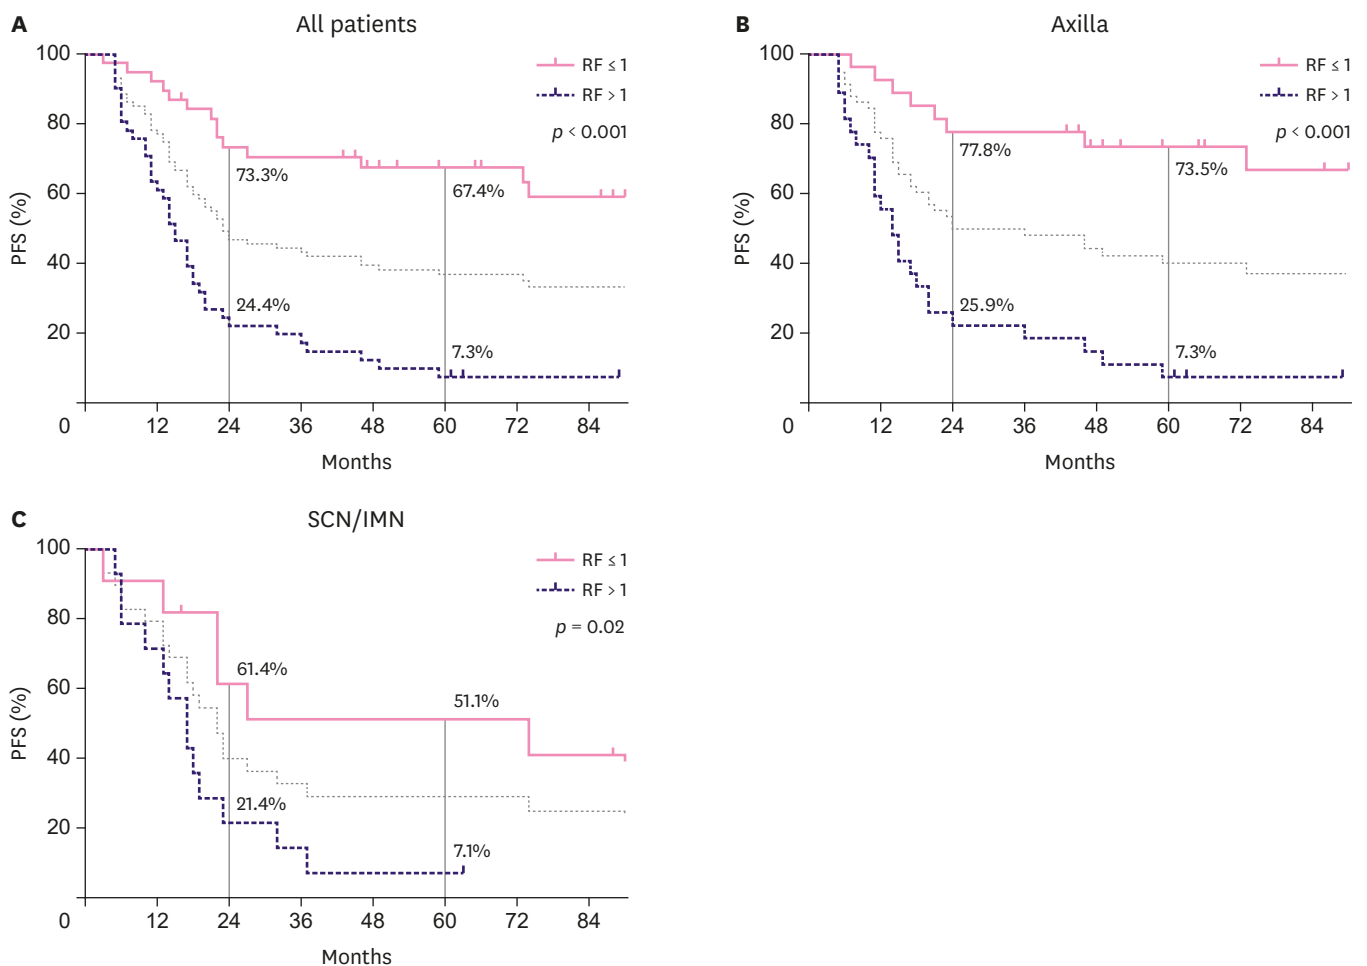 A
All patients
100
80
60
40
20
0
12
24
36
48
60
72
84
PFS (%)
Months
RF ≤ 1
RF > 1
p < 0.001
73.3%
67.4%
24.4%
7.3%
B
Axilla
100
80
60
40
20
0
12
24
36
48
60
72
84
PFS (%)
Months
RF ≤ 1
RF > 1
p < 0.001
77.8%
73.5%
25.9%
7.3%
C
SCN/IMN
100
80
60
40
20
0
12
24
36
48
60
72
84
PFS (%)
Months
RF ≤ 1
RF > 1
p = 0.02
61.4%
51.1%
21.4%
7.1%